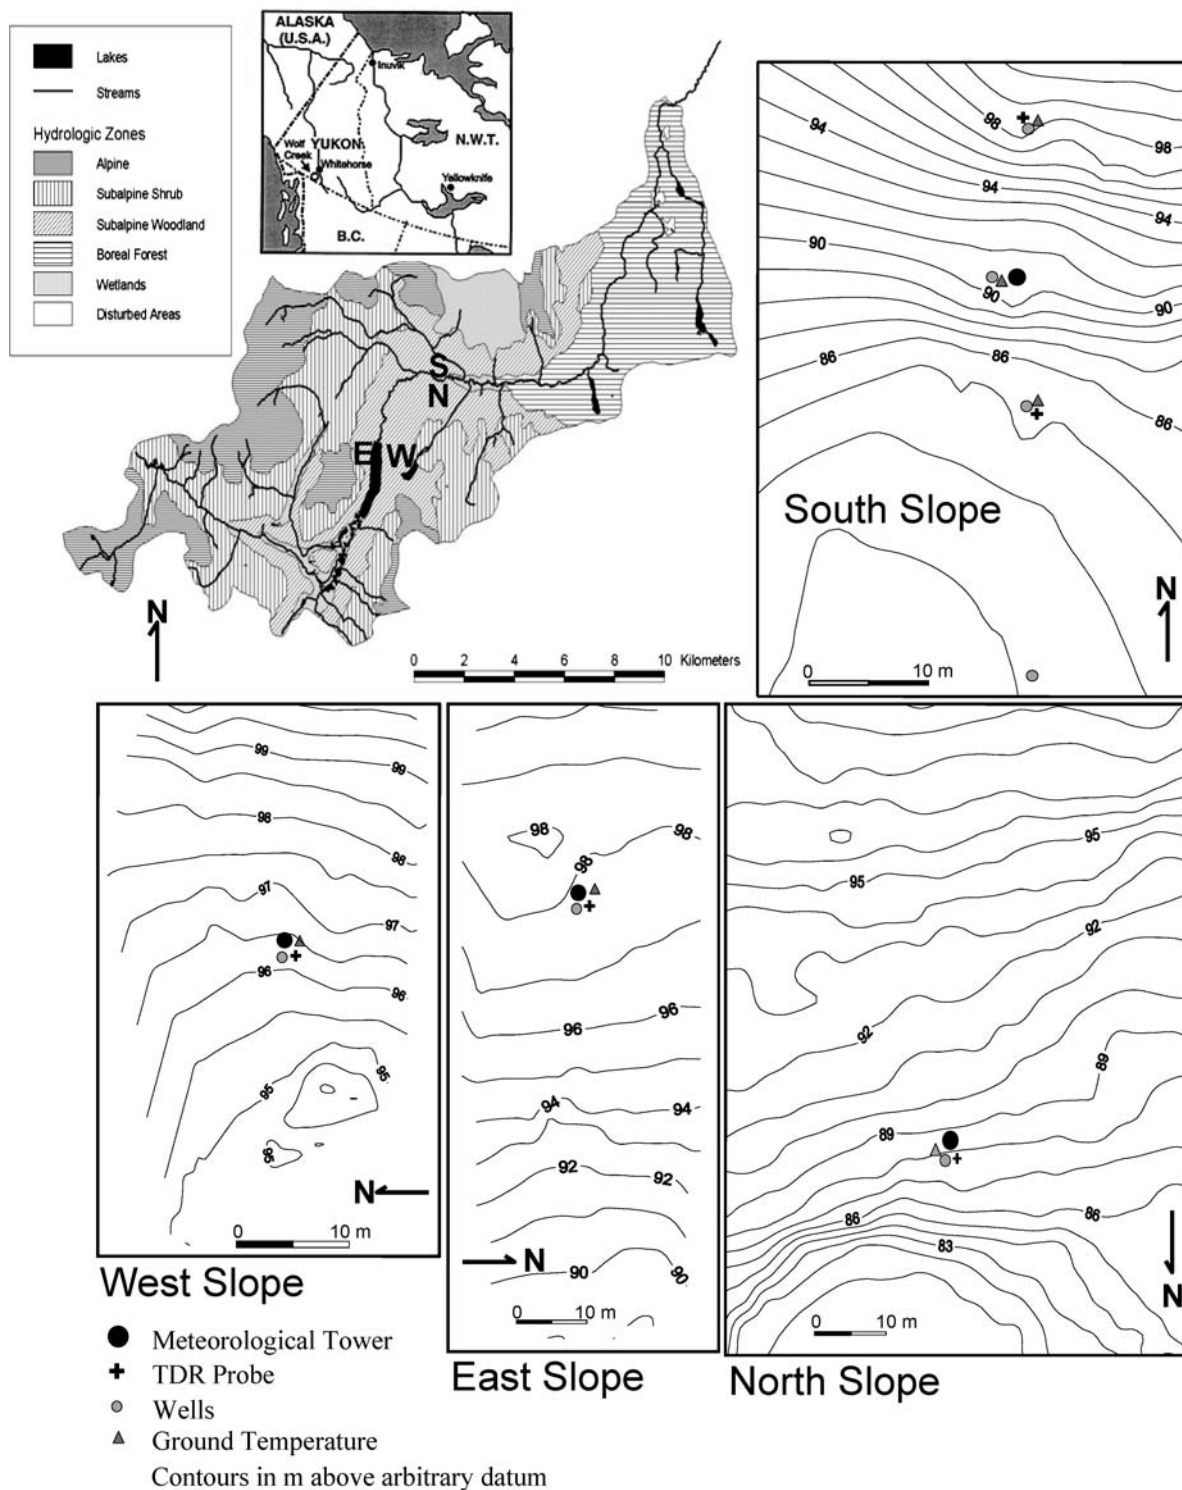 Lakes
Streams
Hydrologic Zones
Alpine
Subalpine Shrub
Subalpine Woodland
Boreal Forest
Wetlands
Disturbed Areas
ALASKA
(U.S.A.)
Inuvik
N.W.T.
Wolf
Creek
YUKON
Whitehorse
Yellowknife
B.C.
S
N
E
W
N
0 2 4 6 8 10 Kilometers
98
94
98
94
94
90
90
90
86
86
86
South Slope
N
0 10 m
99
99
98
98
97
97
96
96
95
95
95
N
0 10 m
West Slope
98
98
98
96
96
94
94
92
92
N
90
90
0 10 m
East Slope
95
95
92
92
89
89
86
86
83
N
0 10 m
North Slope
Meteorological Tower
TDR Probe
Wells
Ground Temperature
Contours in m above arbitrary datum